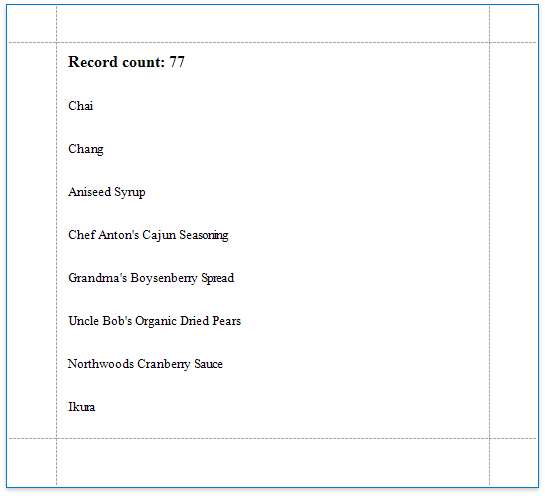 Record count: 77
Chai
Chang
Aniseed Syrup
Chef Anton's Cajun Seasoning
Grandma's Boysenberry Spread
Uncle Bob's Organic Dried Pears
Northwoods Cranberry Sauce
Ikura